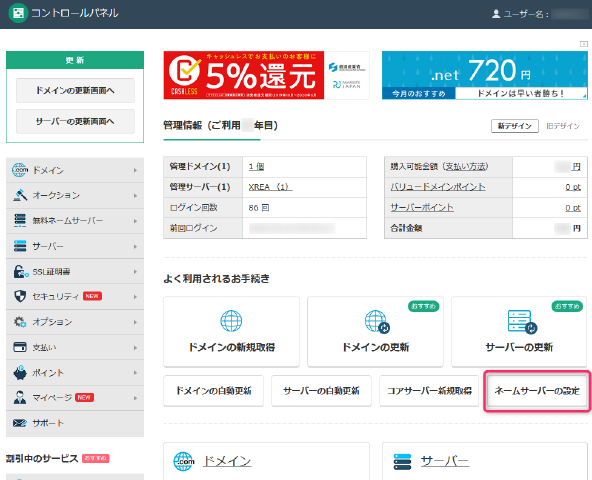 コントロールパネル
ユーザー名：
更新
ドメインの更新画面へ
サーバーの更新画面へ
.com ドメイン
オークション
無料ネームサーバー
サーバー
SSL証明書
セキュリティ NEW
オプション
支払い
ポイント
マイページ NEW
サポート
割引中のサービス おすすめ
キャッシュレスでお支払いのお客様に
CASHLESS
5%還元
経済産業省
JAPAN
.net 720円
今月のおすすめ
ドメインは早い者勝ち！
管理情報（ご利用 年目）
新デザイン
旧デザイン
管理ドメイン(1) 1 個
管理サーバー(1) XREA （1）
ログイン回数 86 回
前回ログイン
購入可能金額（支払い方法） 円
バリュードメインポイント 0 pt
サーバーポイント 0 pt
合計金額 円
よく利用されるお手続き
ドメインの新規取得
おすすめ
ドメインの更新
おすすめ
サーバーの更新
ドメインの自動更新
サーバーの自動更新
コアサーバー新規取得
ネームサーバーの設定
.com ドメイン
サーバー